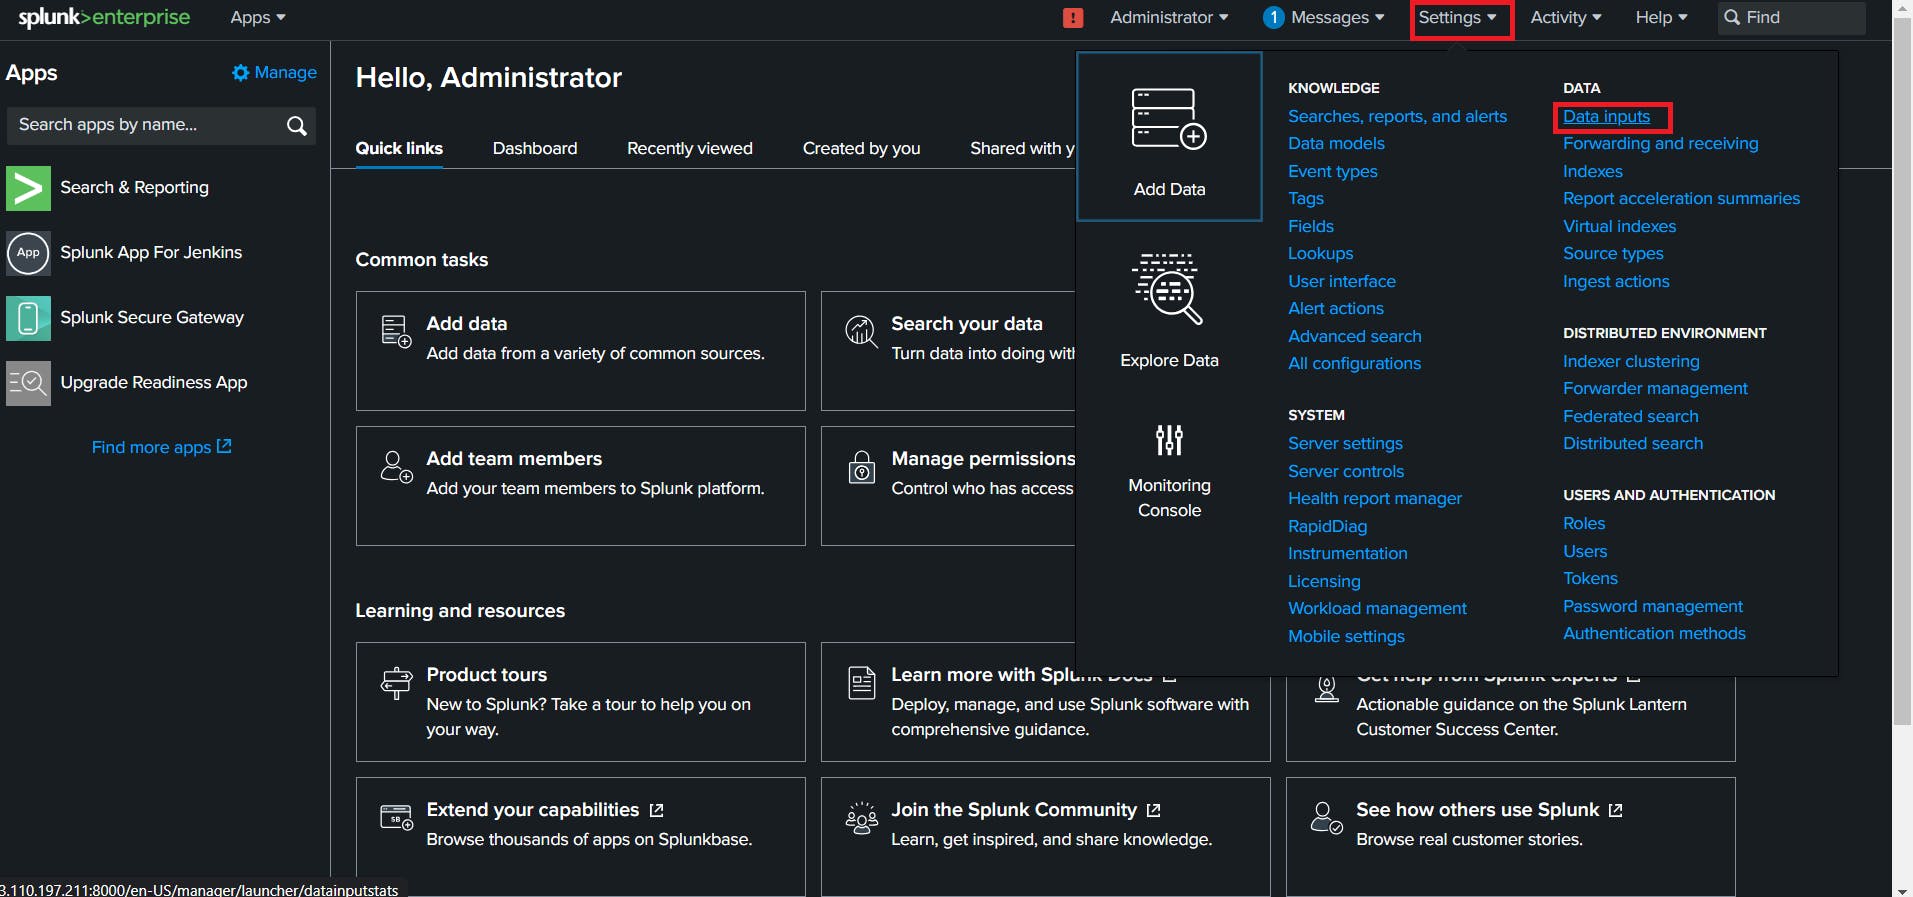 splunk>enterprise
Apps
Administrator
1 Messages
Settings
Activity
Help
Find
Apps
Manage
Search apps by name...
Search & Reporting
App
Splunk App For Jenkins
Splunk Secure Gateway
Upgrade Readiness App
Find more apps
Hello, Administrator
Quick links
Dashboard
Recently viewed
Created by you
Shared with y
Common tasks
Add data
Add data from a variety of common sources.
Search your data
Turn data into doing with
Add team members
Add your team members to Splunk platform.
Manage permissions
Control who has access
Learning and resources
Product tours
New to Splunk? Take a tour to help you on
your way.
Learn more with Splunk Docs
Deploy, manage, and use Splunk software with
comprehensive guidance.
Get help from Splunk experts
Actionable guidance on the Splunk Lantern
Customer Success Center.
SB
Extend your capabilities
Browse thousands of apps on Splunkbase.
Join the Splunk Community
Learn, get inspired, and share knowledge.
See how others use Splunk
Browse real customer stories.
Add Data
Explore Data
Monitoring
Console
KNOWLEDGE
Searches, reports, and alerts
Data models
Event types
Tags
Fields
Lookups
User interface
Alert actions
Advanced search
All configurations
SYSTEM
Server settings
Server controls
Health report manager
RapidDiag
Instrumentation
Licensing
Workload management
Mobile settings
DATA
Data inputs
Forwarding and receiving
Indexes
Report acceleration summaries
Virtual indexes
Source types
Ingest actions
DISTRIBUTED ENVIRONMENT
Indexer clustering
Forwarder management
Federated search
Distributed search
USERS AND AUTHENTICATION
Roles
Users
Tokens
Password management
Authentication methods
3.110.197.211:8000/en-US/manager/launcher/datainputstats